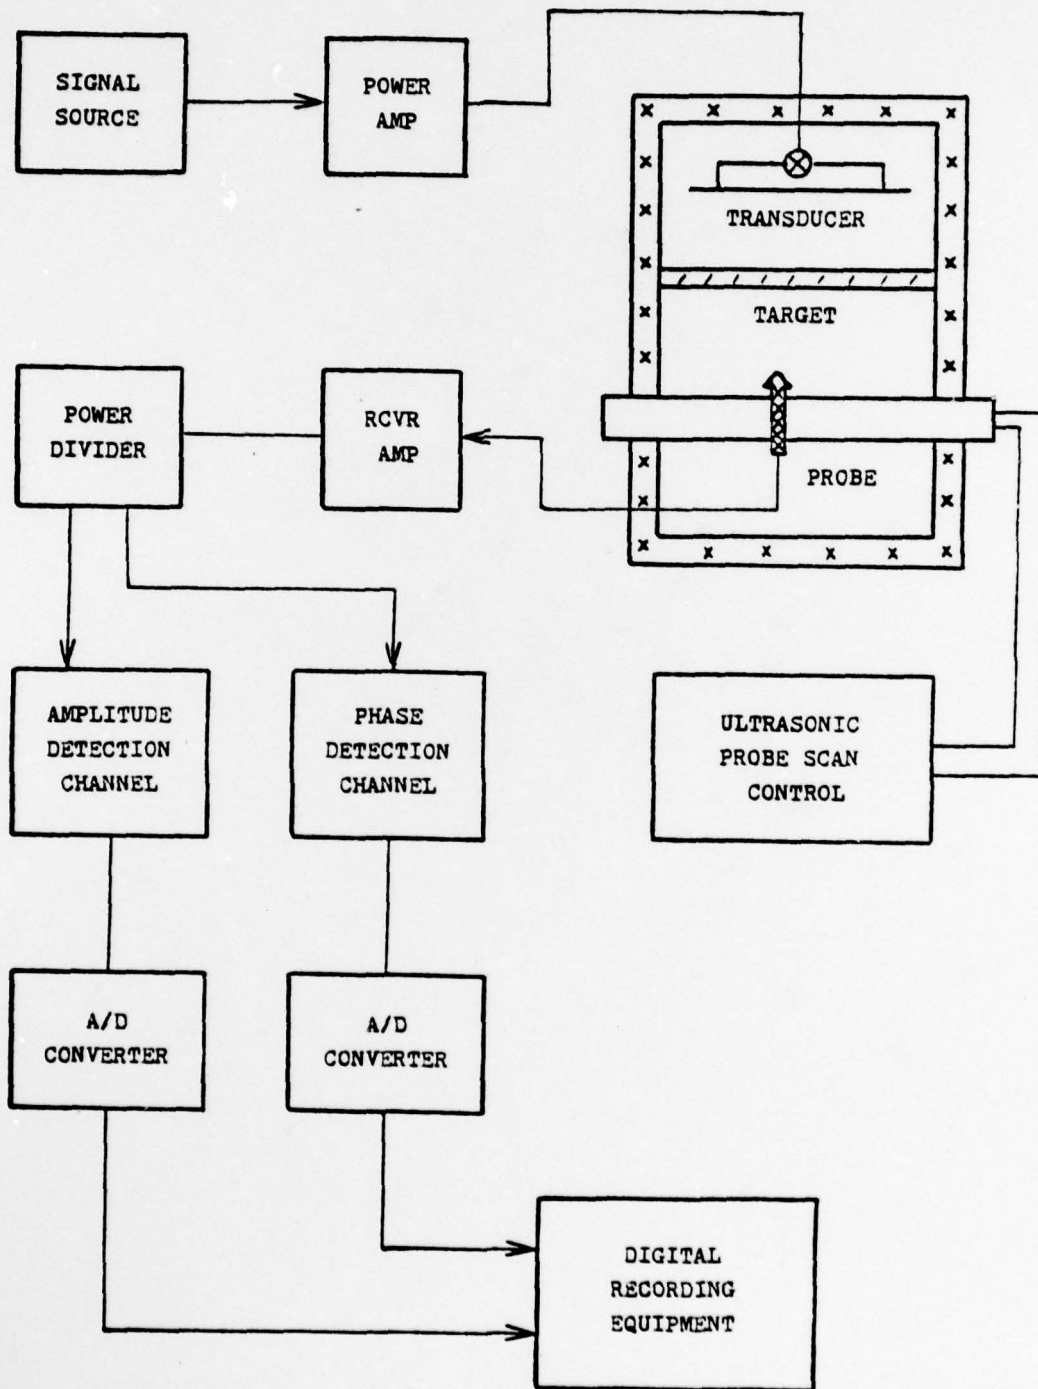 SIGNAL
SOURCE
POWER
AMP
TRANSDUCER
TARGET
POWER
DIVIDER
RCVR
AMP
PROBE
AMPLITUDE
DETECTION
CHANNEL
PHASE
DETECTION
CHANNEL
ULTRASONIC
PROBE SCAN
CONTROL
A/D
CONVERTER
A/D
CONVERTER
DIGITAL
RECORDING
EQUIPMENT